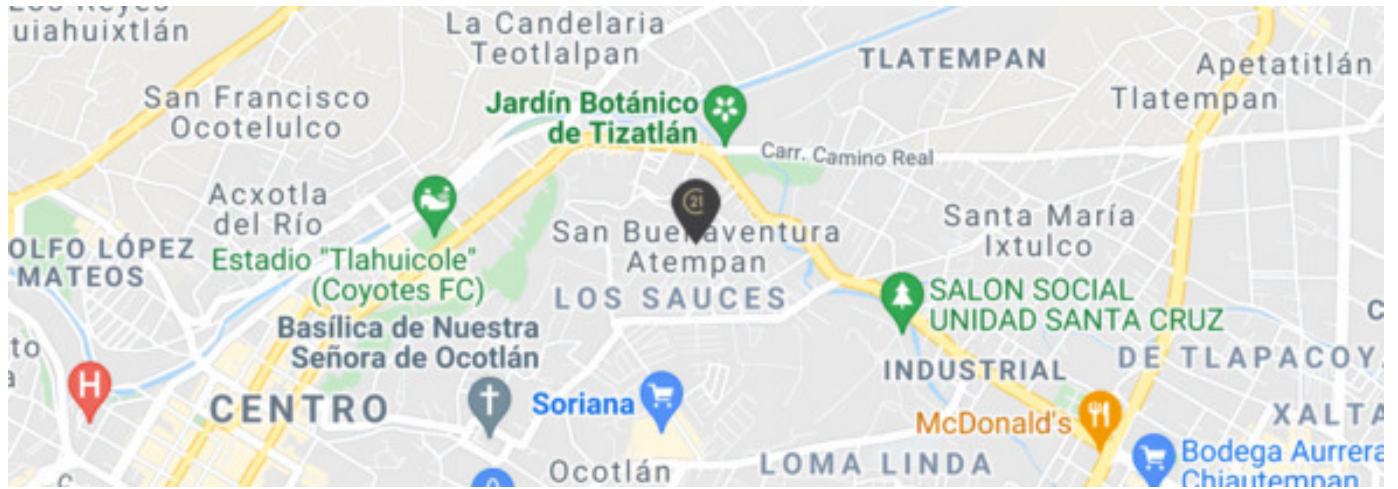 uiahuixtlán
La Candelaria
Teotlalpan
TLATEMPAN
Apetatitlán
Tlatempan
San Francisco
Ocotelulco
Jardín Botánico
de Tizatlán
Carr. Camino Real
Acxotla
del Río
21
San Buenaventura
Atempan
Santa María
Ixtulco
OLFO LÓPEZ
MATEOS
Estadio "Tlahuicole"
(Coyotes FC)
LOS SAUCES
SALON SOCIAL
UNIDAD SANTA CRUZ
Basílica de Nuestra
Señora de Ocotlán
to
a
H
INDUSTRIAL
DE TLAPACOY
C
CENTRO
Soriana
McDonald's
XALTA
Ocotlán
LOMA LINDA
Bodega Aurrera
Chiautempan